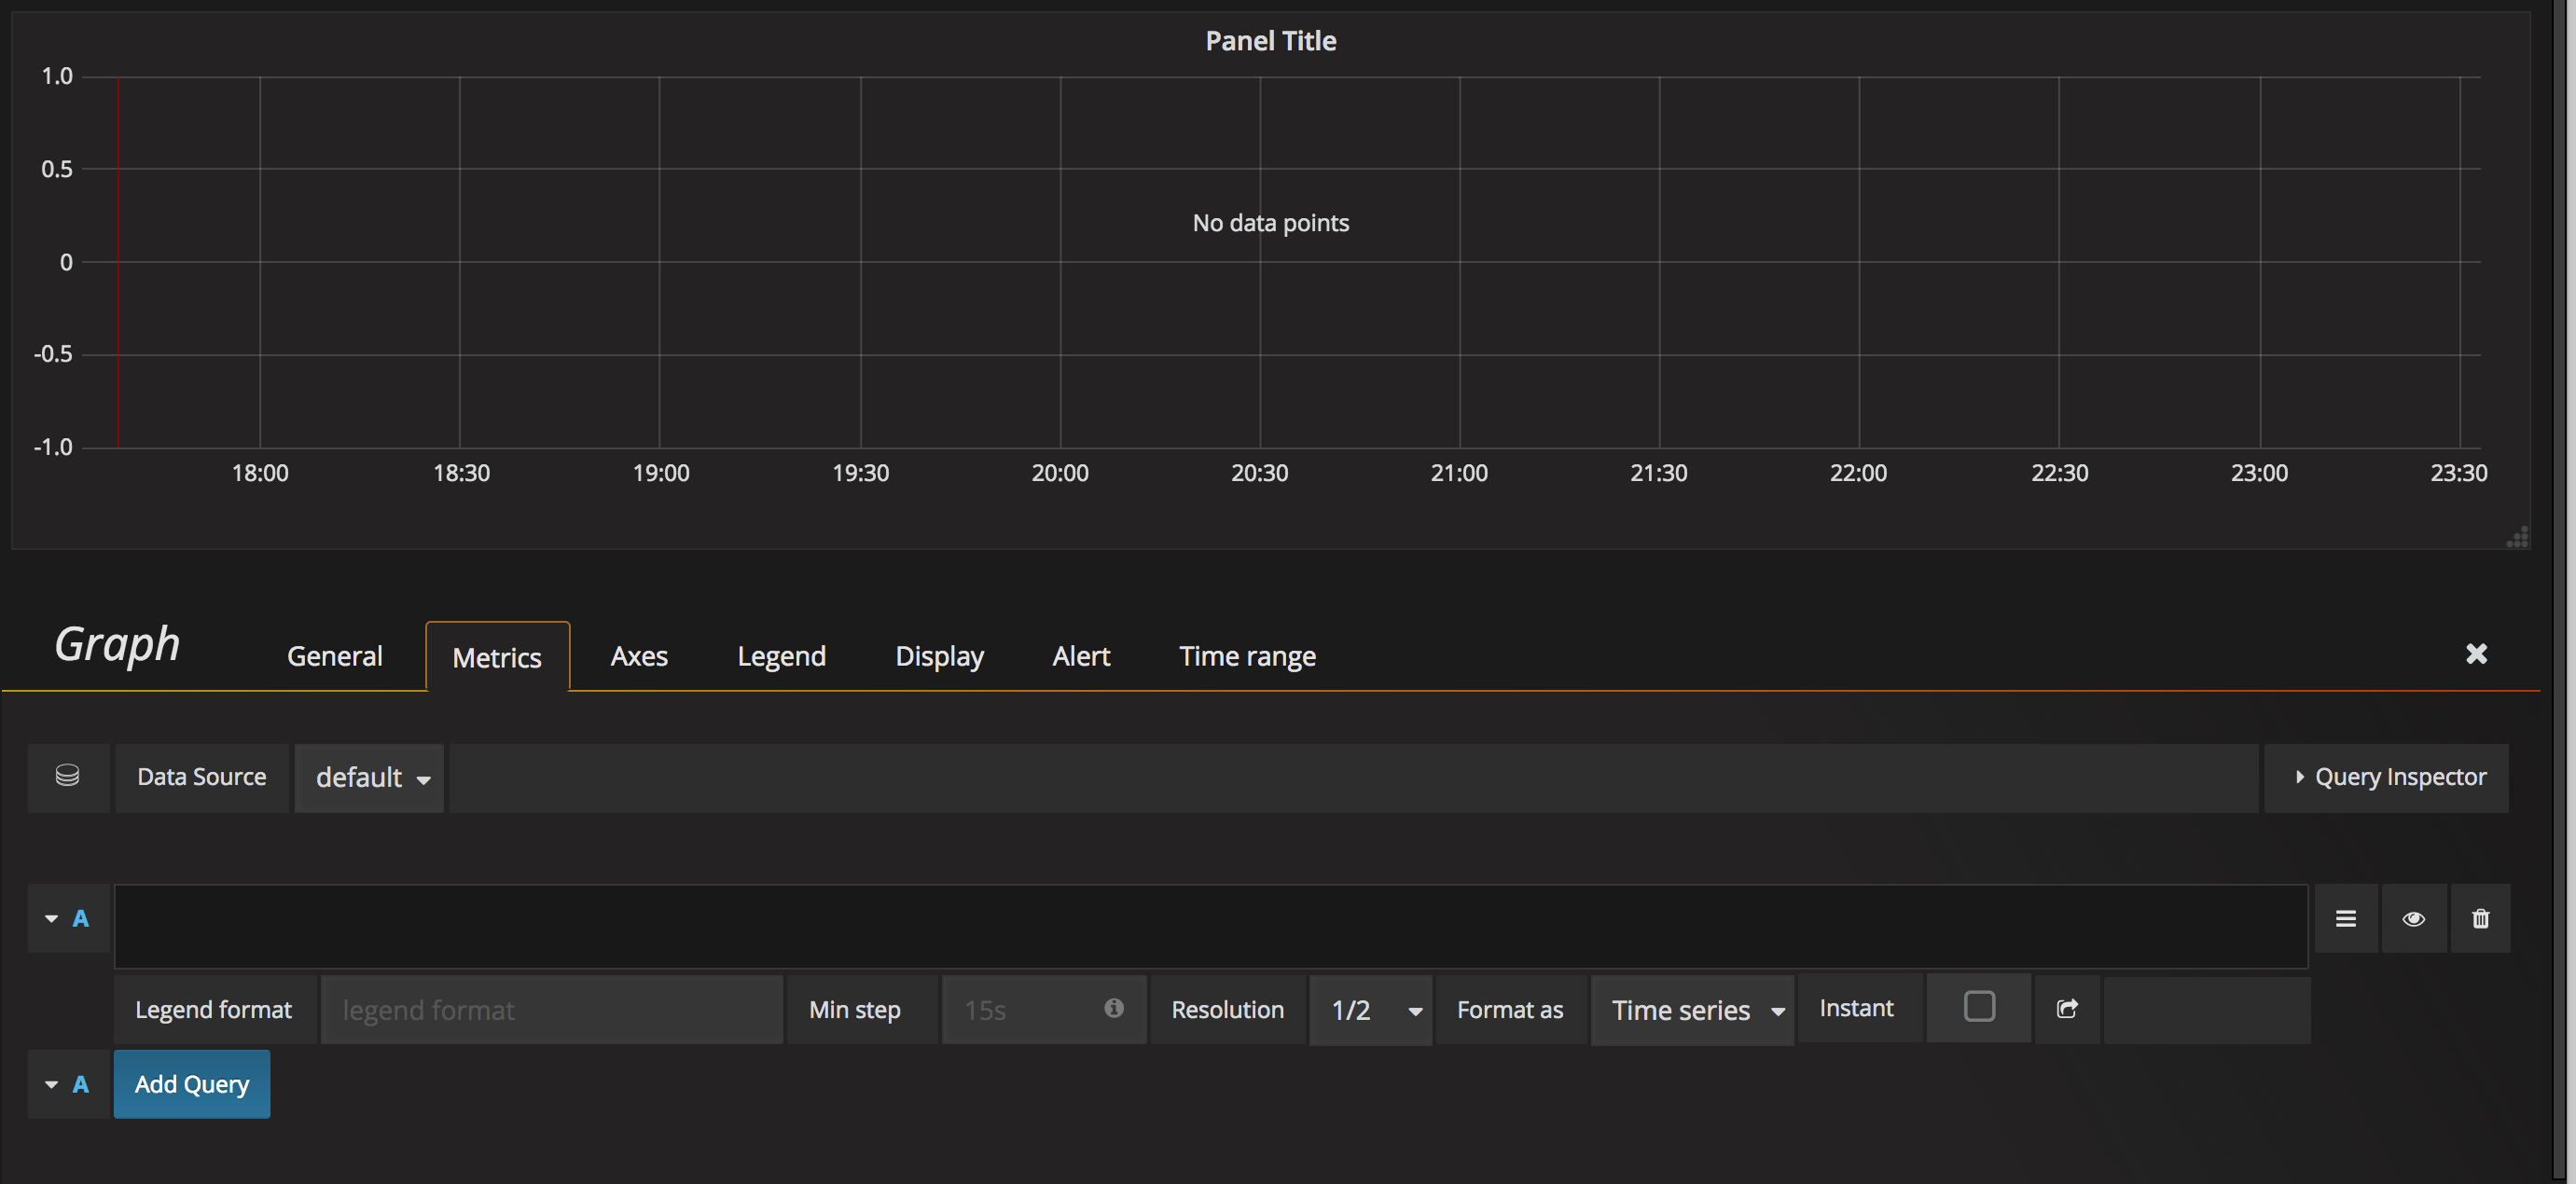 Panel Title
1.0
0.5
No data points
0
-0.5
-1.0
18:00 18:30 19:00 19:30 20:00 20:30 21:00 21:30 22:00 22:30 23:00 23:30
Graph General Metrics Axes Legend Display Alert Time range
Data Source default Query Inspector
A
Legend format legend format Min step 15s Resolution 1/2 Format as Time series Instant
A Add Query